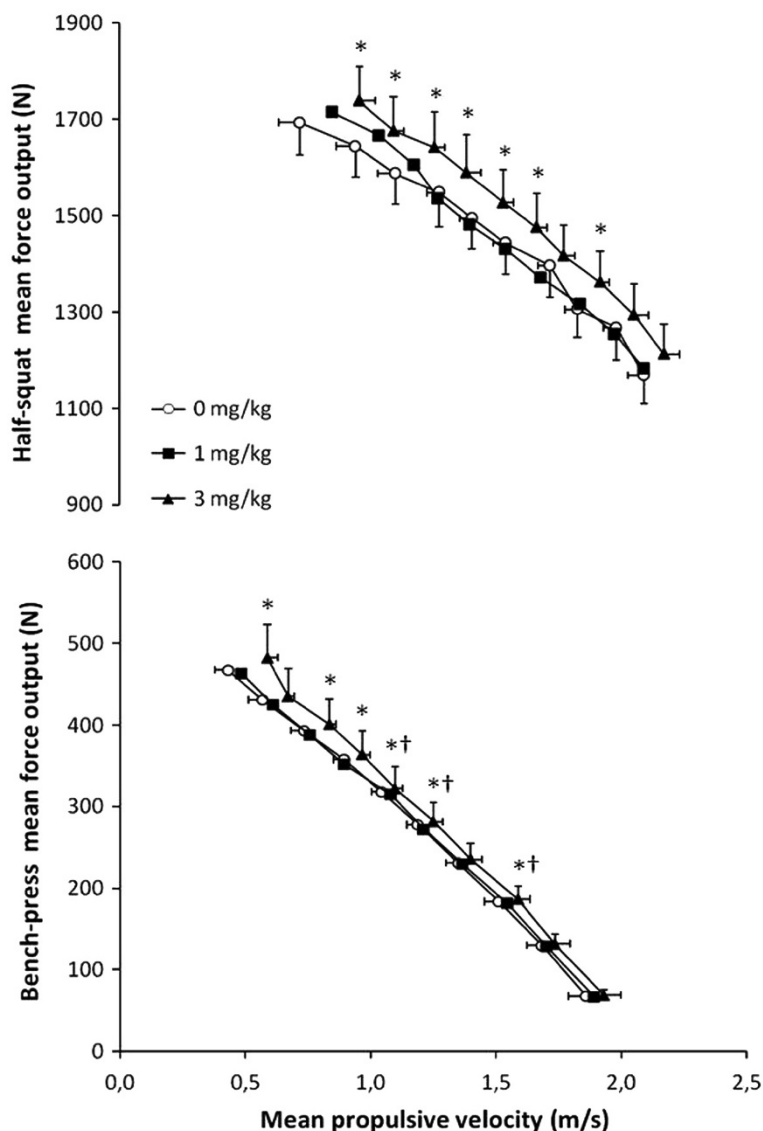 Half-squat mean force output (N)
1900
1700
1500
1300
1100
900
* * * * * * *
0 mg/kg
1 mg/kg
3 mg/kg
Bench-press mean force output (N)
600
500
400
300
200
100
0
* * * *† *† *†
0,0 0,5 1,0 1,5 2,0 2,5
Mean propulsive velocity (m/s)